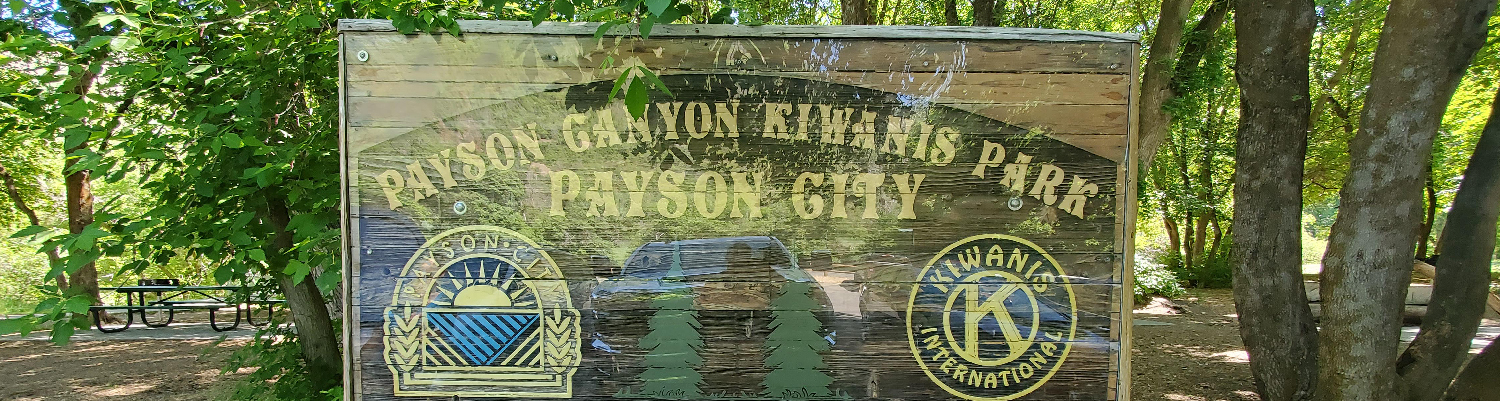 PAYSON CANYON KIWANIS PARK
PAYSON CITY
PAYSON·CITY
KIWANIS
K
INTERNATIONAL